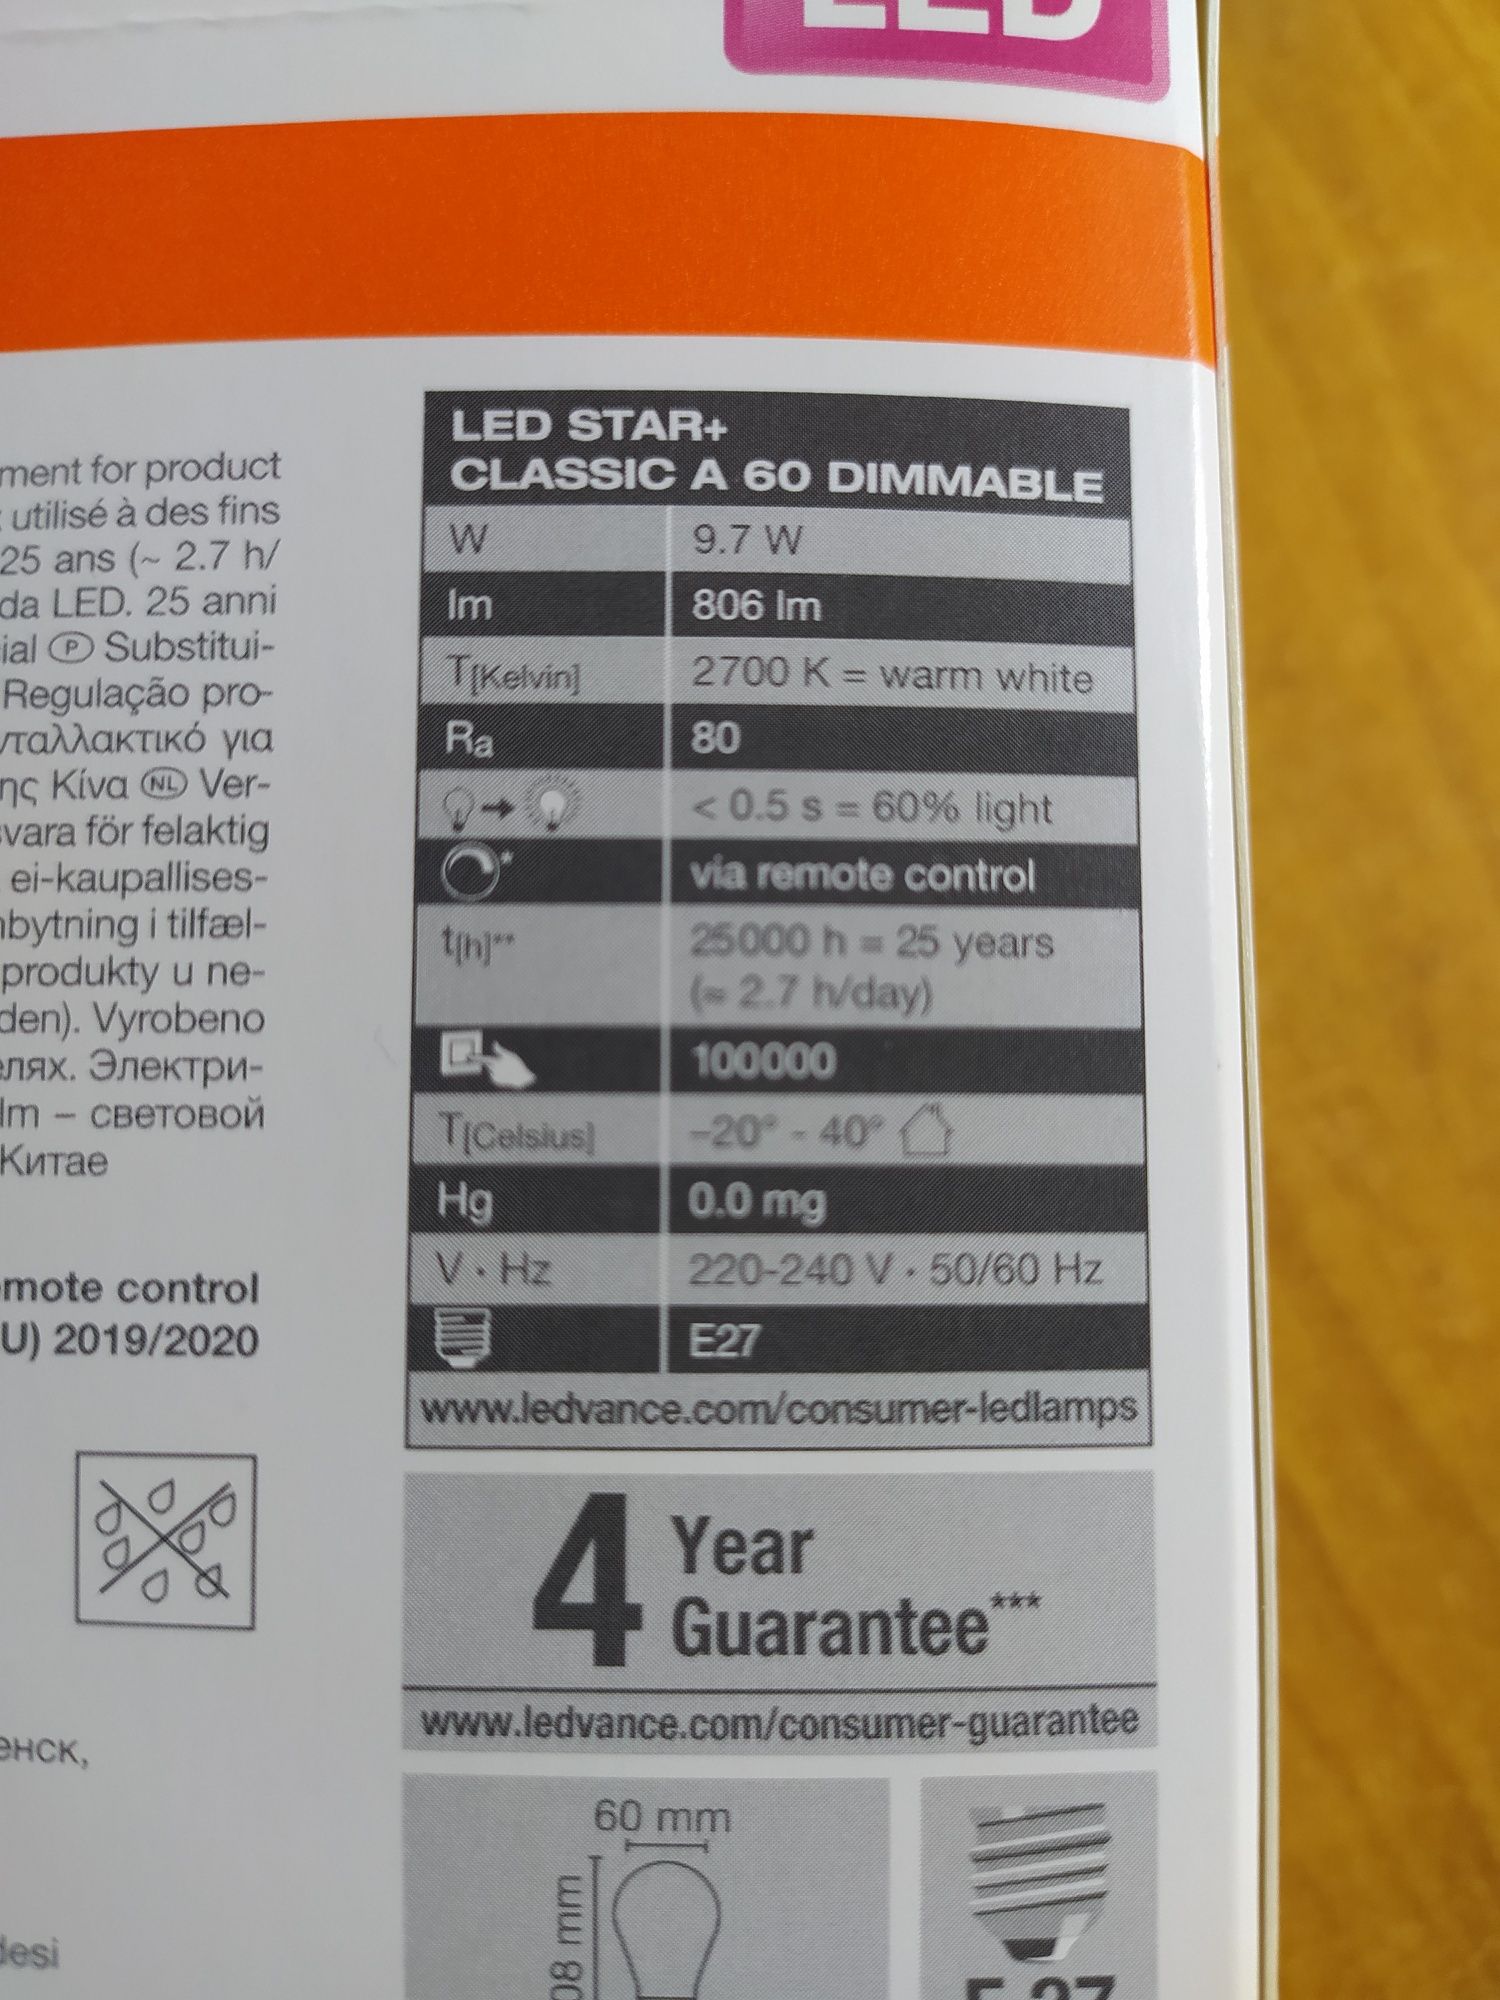 LED
ment for product
utilisé à des fins
25 ans (~ 2.7 h/
da LED. 25 anni
ial Ⓟ Substitui-
Regulação pro-
νταλλακτικό για
ης Κίνα NL Ver-
svara för felaktig
ei-kaupallises-
nbytning i tilfæl-
produkty u ne-
den). Vyrobeno
елях. Электри-
lm – световой
Китае
emote control
U) 2019/2020
енск,
desi
LED STAR+
CLASSIC A 60 DIMMABLE
W 9.7 W
lm 806 lm
T[Kelvin] 2700 K = warm white
Ra 80
< 0.5 s = 60% light
* via remote control
t[h]** 25000 h = 25 years
(≈ 2.7 h/day)
100000
T[Celsius] –20° - 40°
Hg 0.0 mg
V · Hz 220-240 V · 50/60 Hz
E27
www.ledvance.com/consumer-ledlamps
4 Year
Guarantee***
www.ledvance.com/consumer-guarantee
60 mm
08 mm
E 27